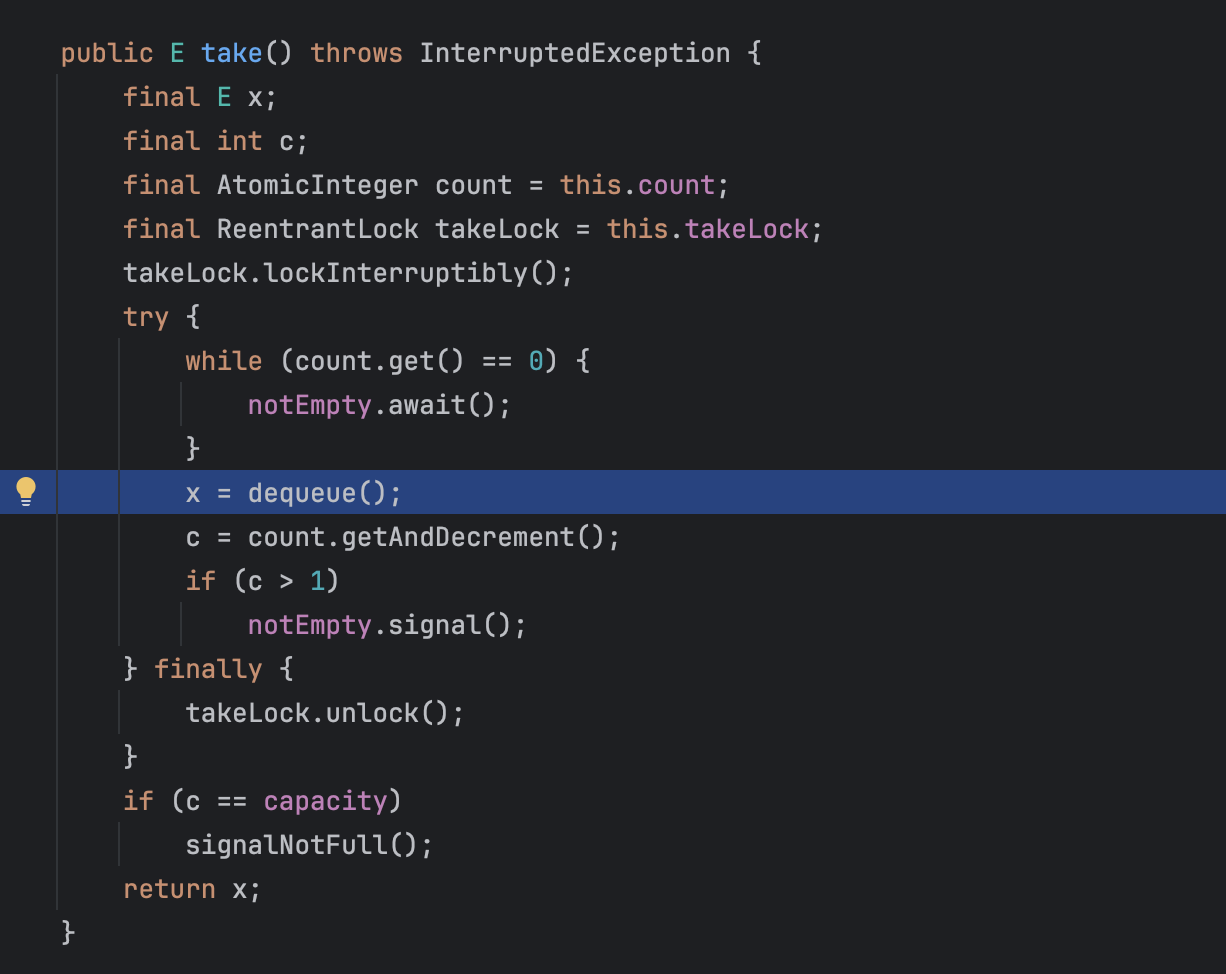 public E take() throws InterruptedException {
    final E x;
    final int c;
    final AtomicInteger count = this.count;
    final ReentrantLock takeLock = this.takeLock;
    takeLock.lockInterruptibly();
    try {
        while (count.get() == 0) {
            notEmpty.await();
        }
        x = dequeue();
        c = count.getAndDecrement();
        if (c > 1)
            notEmpty.signal();
    } finally {
        takeLock.unlock();
    }
    if (c == capacity)
        signalNotFull();
    return x;
}